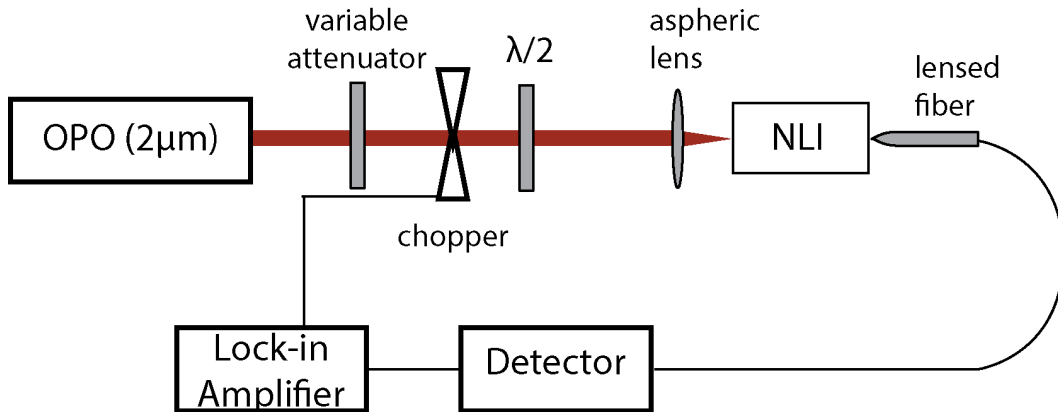 variable
attenuator
λ/2
aspheric
lens
lensed
fiber
OPO (2μm)
NLI
chopper
Lock-in
Amplifier
Detector